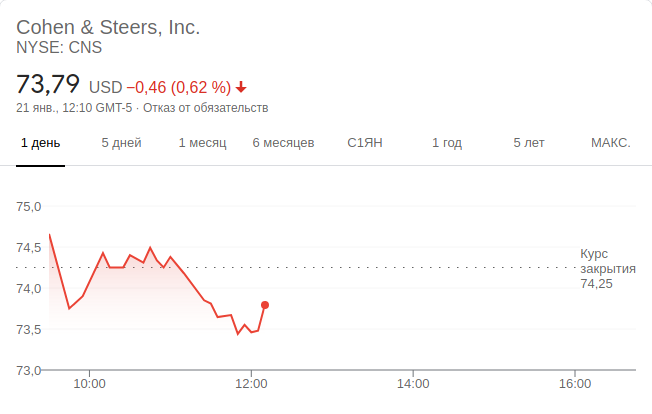 Cohen & Steers, Inc.
NYSE: CNS
73,79 USD −0,46 (0,62 %)
21 янв., 12:10 GMT-5 · Отказ от обязательств
1 день 5 дней 1 месяц 6 месяцев С1ЯН 1 год 5 лет МАКС.
75,0
74,5
74,0
73,5
73,0
Курс
закрытия
74,25
10:00 12:00 14:00 16:00